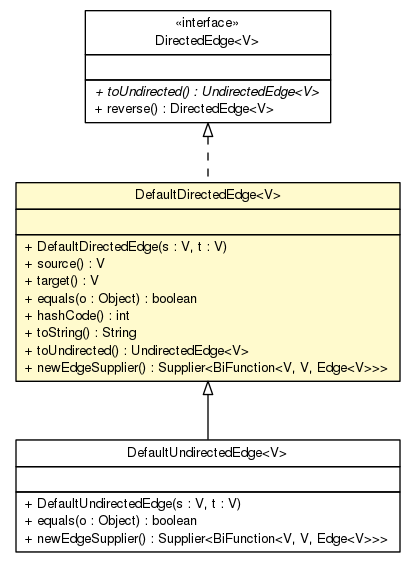 «interface»
DirectedEdge<V>
+ toUndirected() : UndirectedEdge<V>
+ reverse() : DirectedEdge<V>
DefaultDirectedEdge<V>
+ DefaultDirectedEdge(s : V, t : V)
+ source() : V
+ target() : V
+ equals(o : Object) : boolean
+ hashCode() : int
+ toString() : String
+ toUndirected() : UndirectedEdge<V>
+ newEdgeSupplier() : Supplier<BiFunction<V, V, Edge<V>>>
DefaultUndirectedEdge<V>
+ DefaultUndirectedEdge(s : V, t : V)
+ equals(o : Object) : boolean
+ newEdgeSupplier() : Supplier<BiFunction<V, V, Edge<V>>>